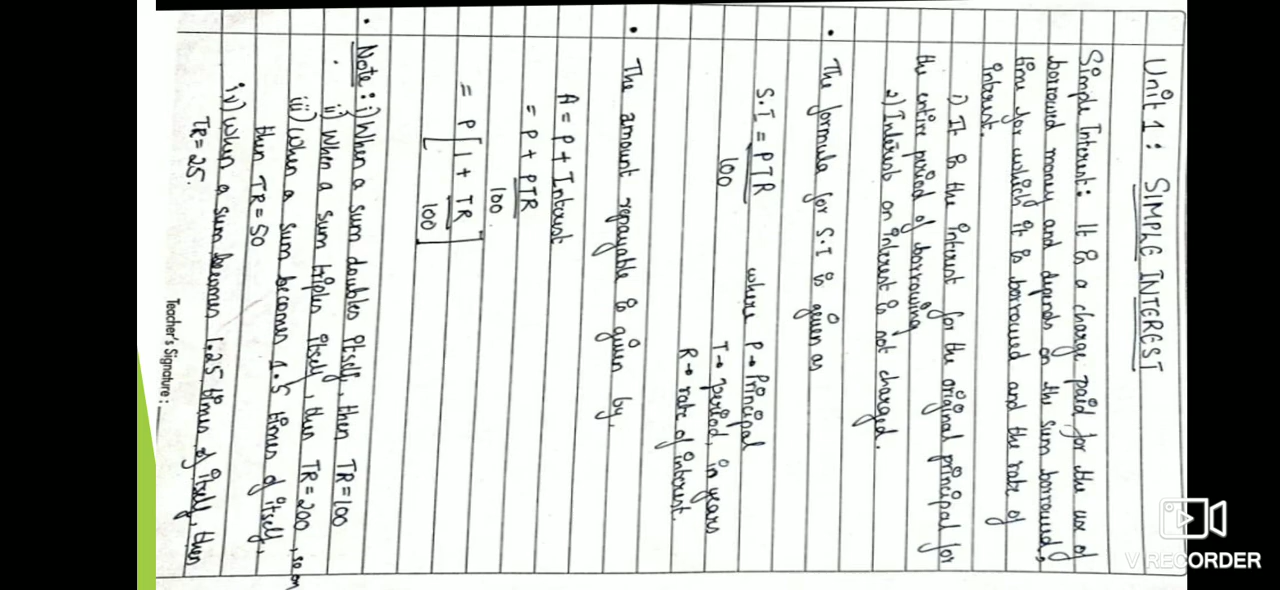 Unit 1 : SIMPLE INTEREST
Simple Interest : It is a charge paid for the use of
borrowed money and depends on the sum borrowed,
time for which it is borrowed and the rate of
interest.
1) It is the interest for the original principal for
the entire period of borrowing
2) Interest on interest is not charged.
• The formula for S.I is given as
S.I = PTR where P → Principal
100 T → period, in years
R → rate of interest.
• The amount repayable is given by,
A = P + Interest
= P + PTR
100
= P [ 1 + TR ]
100
• Note : i) When a sum doubles itself, then TR = 100
ii) When a sum triples itself, then TR = 200, so on
iii) When a sum becomes 1.5 times of itself,
then TR = 50
iv) When a sum becomes 1.25 times of itself, then
TR = 25.
Teacher's Signature :
V RECORDER